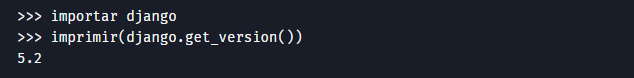 >>> importar django
>>> imprimir(django.get_version())
5.2